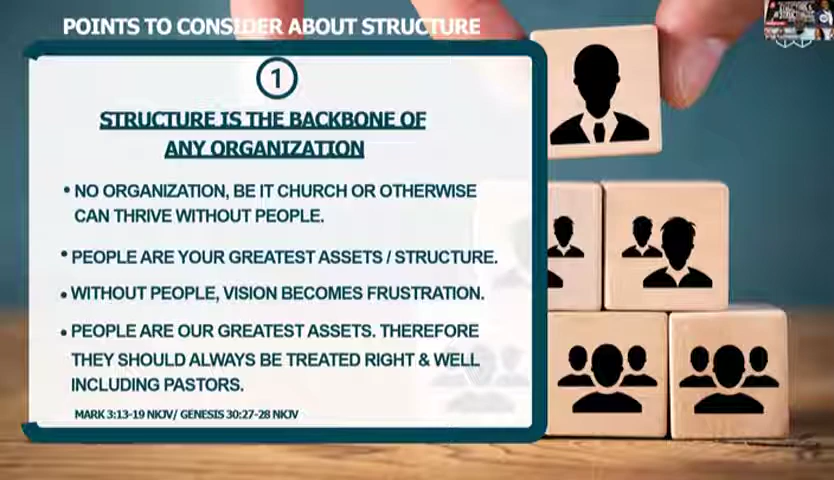 POINTS TO CONSIDER ABOUT STRUCTURE
1
STRUCTURE IS THE BACKBONE OF
ANY ORGANIZATION
• NO ORGANIZATION, BE IT CHURCH OR OTHERWISE
CAN THRIVE WITHOUT PEOPLE.
• PEOPLE ARE YOUR GREATEST ASSETS / STRUCTURE.
• WITHOUT PEOPLE, VISION BECOMES FRUSTRATION.
• PEOPLE ARE OUR GREATEST ASSETS. THEREFORE
THEY SHOULD ALWAYS BE TREATED RIGHT & WELL
INCLUDING PASTORS.
MARK 3:13-19 NKJV/ GENESIS 30:27-28 NKJV